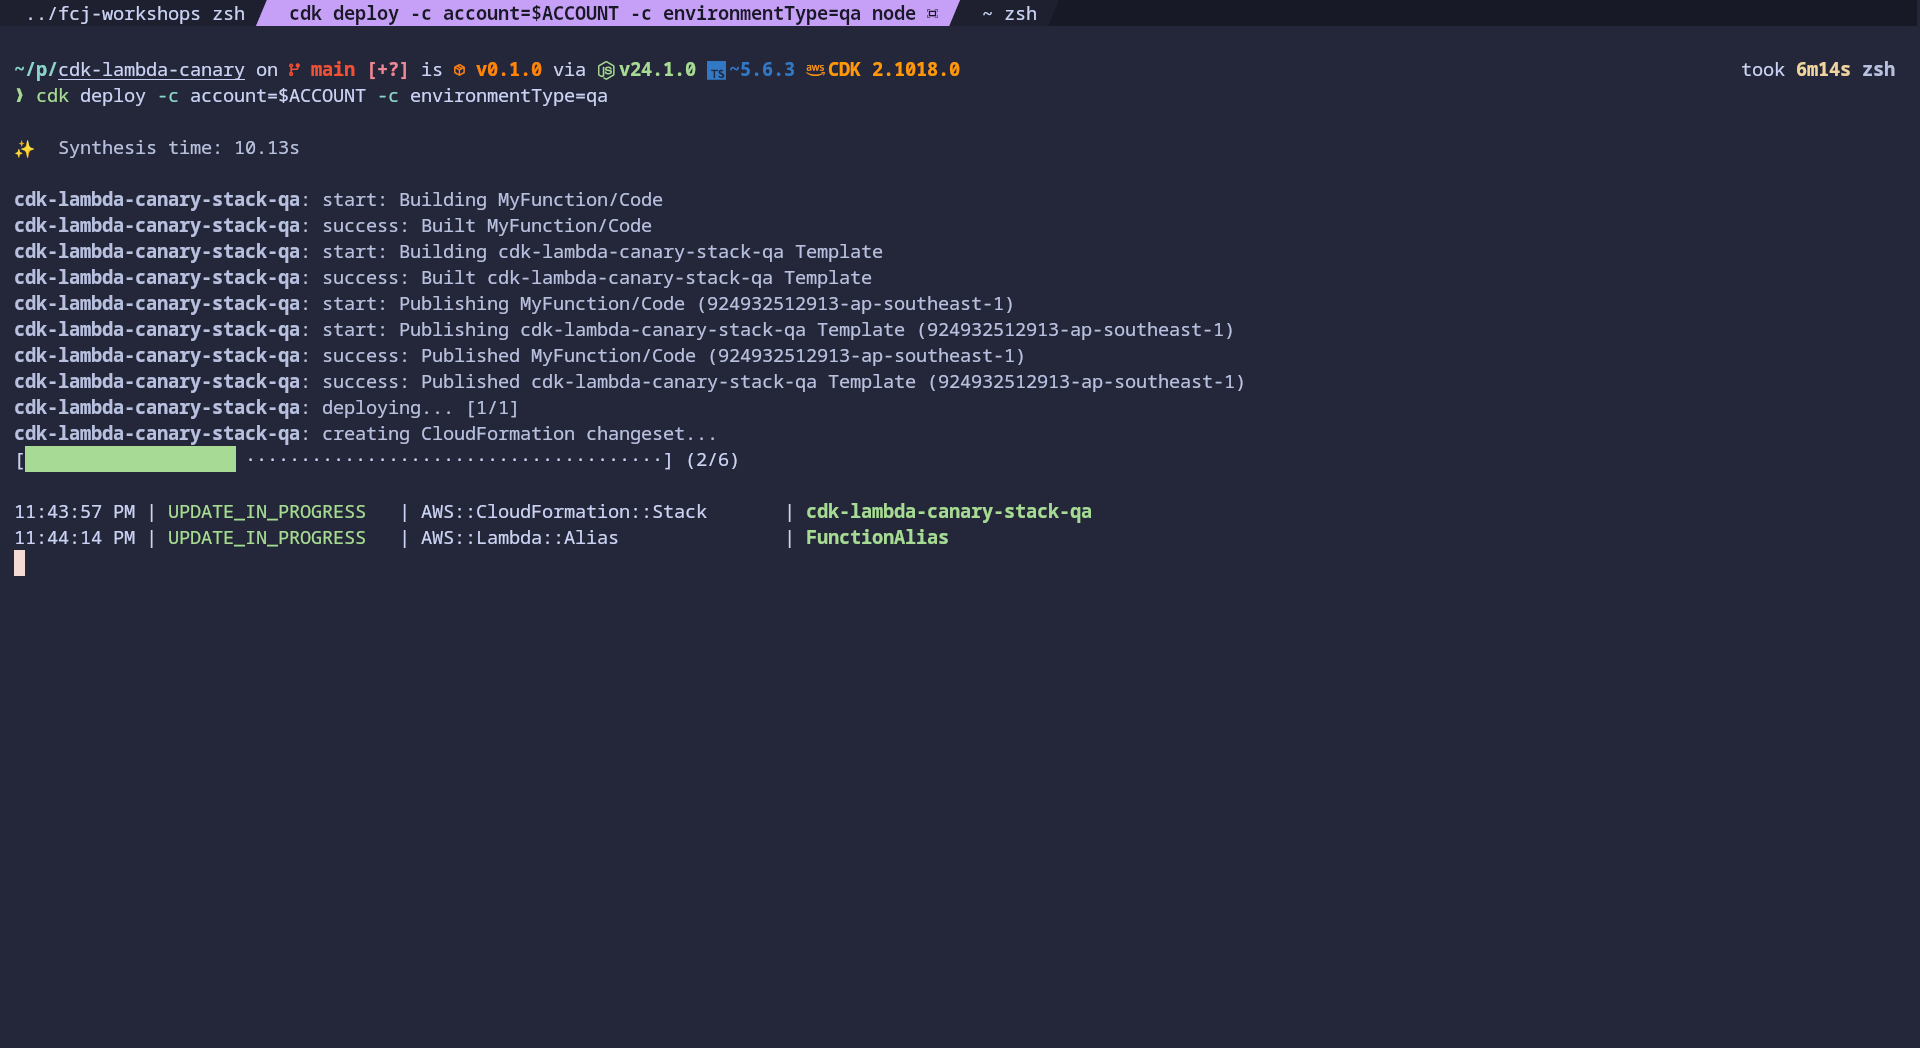 ../fcj-workshops zsh cdk deploy -c account=$ACCOUNT -c environmentType=qa node ~ zsh
~/p/cdk-lambda-canary on main [+?] is v0.1.0 via v24.1.0 TS ~5.6.3 aws CDK 2.1018.0 took 6m14s zsh
❱ cdk deploy -c account=$ACCOUNT -c environmentType=qa
✨ Synthesis time: 10.13s
cdk-lambda-canary-stack-qa: start: Building MyFunction/Code
cdk-lambda-canary-stack-qa: success: Built MyFunction/Code
cdk-lambda-canary-stack-qa: start: Building cdk-lambda-canary-stack-qa Template
cdk-lambda-canary-stack-qa: success: Built cdk-lambda-canary-stack-qa Template
cdk-lambda-canary-stack-qa: start: Publishing MyFunction/Code (924932512913-ap-southeast-1)
cdk-lambda-canary-stack-qa: start: Publishing cdk-lambda-canary-stack-qa Template (924932512913-ap-southeast-1)
cdk-lambda-canary-stack-qa: success: Published MyFunction/Code (924932512913-ap-southeast-1)
cdk-lambda-canary-stack-qa: success: Published cdk-lambda-canary-stack-qa Template (924932512913-ap-southeast-1)
cdk-lambda-canary-stack-qa: deploying... [1/1]
cdk-lambda-canary-stack-qa: creating CloudFormation changeset...
[ ······································] (2/6)
11:43:57 PM | UPDATE_IN_PROGRESS | AWS::CloudFormation::Stack | cdk-lambda-canary-stack-qa
11:44:14 PM | UPDATE_IN_PROGRESS | AWS::Lambda::Alias | FunctionAlias